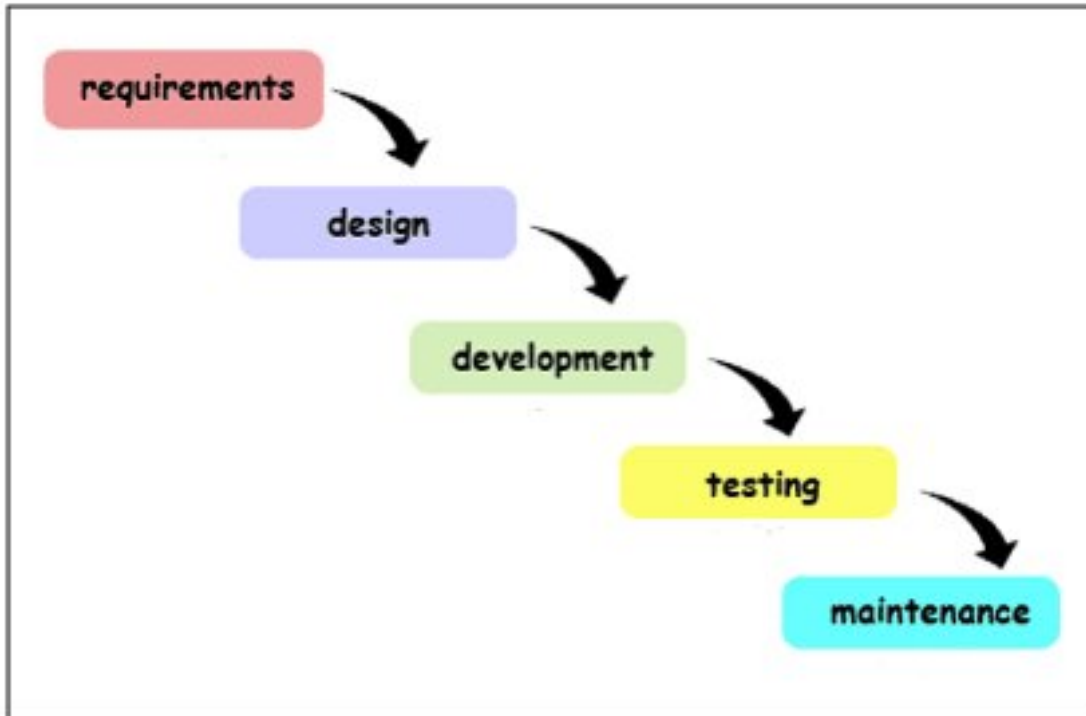 requirements
design
development
testing
maintenance